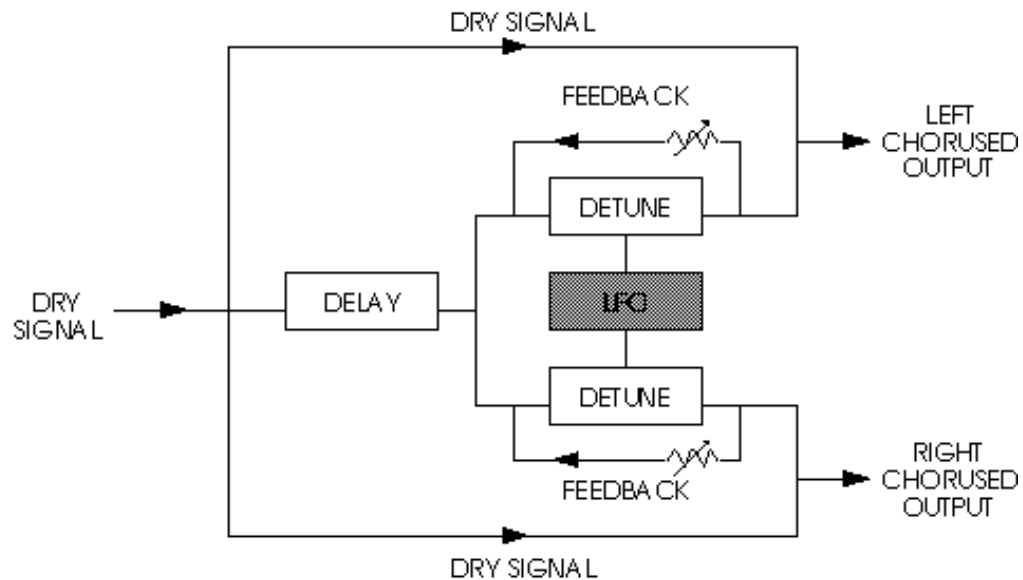 DRY SIGNAL
FEEDBACK
LEFT
CHORUSED
OUTPUT
DETUNE
DRY
SIGNAL
DELAY
LFO
DETUNE
FEEDBACK
RIGHT
CHORUSED
OUTPUT
DRY SIGNAL